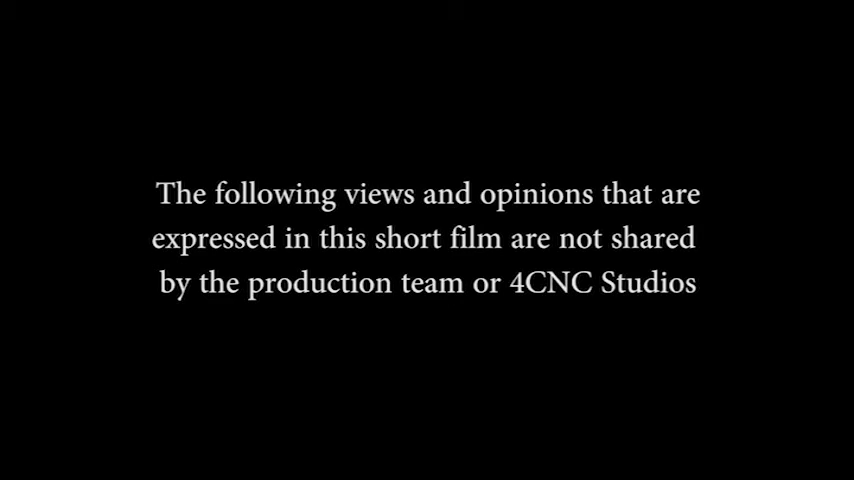 The following views and opinions that are
expressed in this short film are not shared
by the production team or 4CNC Studios